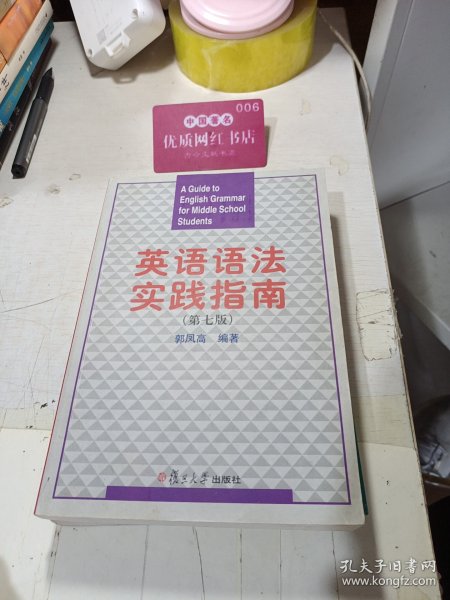 006
中国著名
优质网红书店
A Guide to
English Grammar
for Middle School
Students
英语语法
实践指南
（第七版）
郭凤高 编著
复旦大学出版社
孔夫子旧书网
www.kongfz.com